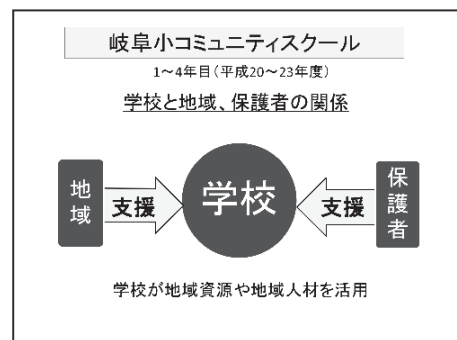 岐阜小コミュニティスクール
1～4年目(平成20～23年度)
学校と地域、保護者の関係
地域
支援
学校
支援
保護者
学校が地域資源や地域人材を活用